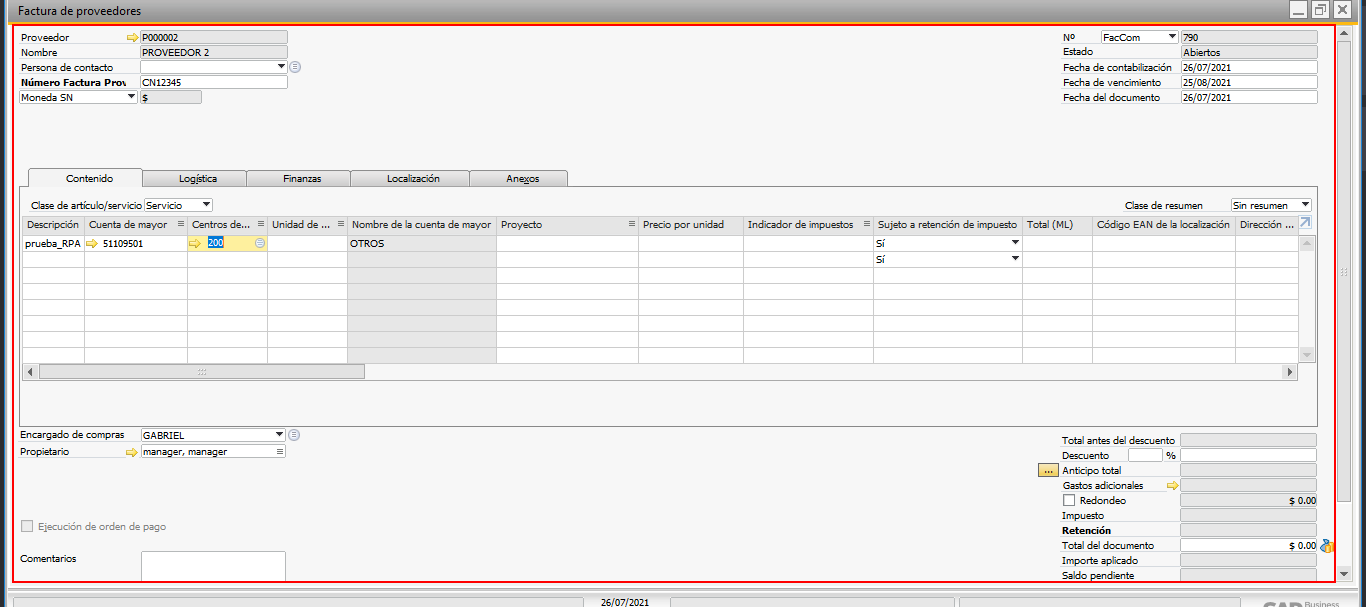 Factura de proveedores
Proveedor P000002
Nombre PROVEEDOR 2
Persona de contacto
Número Factura Prov CN12345
Moneda SN $
Nº FacCom 790
Estado Abiertos
Fecha de contabilización 26/07/2021
Fecha de vencimiento 25/08/2021
Fecha del documento 26/07/2021
Contenido Logística Finanzas Localización Anexos
Clase de artículo/servicio Servicio Clase de resumen Sin resumen
Descripción Cuenta de mayor Centros de... Unidad de ... Nombre de la cuenta de mayor Proyecto Precio por unidad Indicador de impuestos Sujeto a retención de impuesto Total (ML) Código EAN de la localización Dirección ...
prueba_RPA 51109501 200 OTROS Sí
Sí
Encargado de compras GABRIEL
Propietario manager, manager
Ejecución de orden de pago
Comentarios
Total antes del descuento
Descuento %
... Anticipo total
Gastos adicionales
Redondeo $ 0.00
Impuesto
Retención
Total del documento $ 0.00
Importe aplicado
Saldo pendiente
26/07/2021
SAP Business